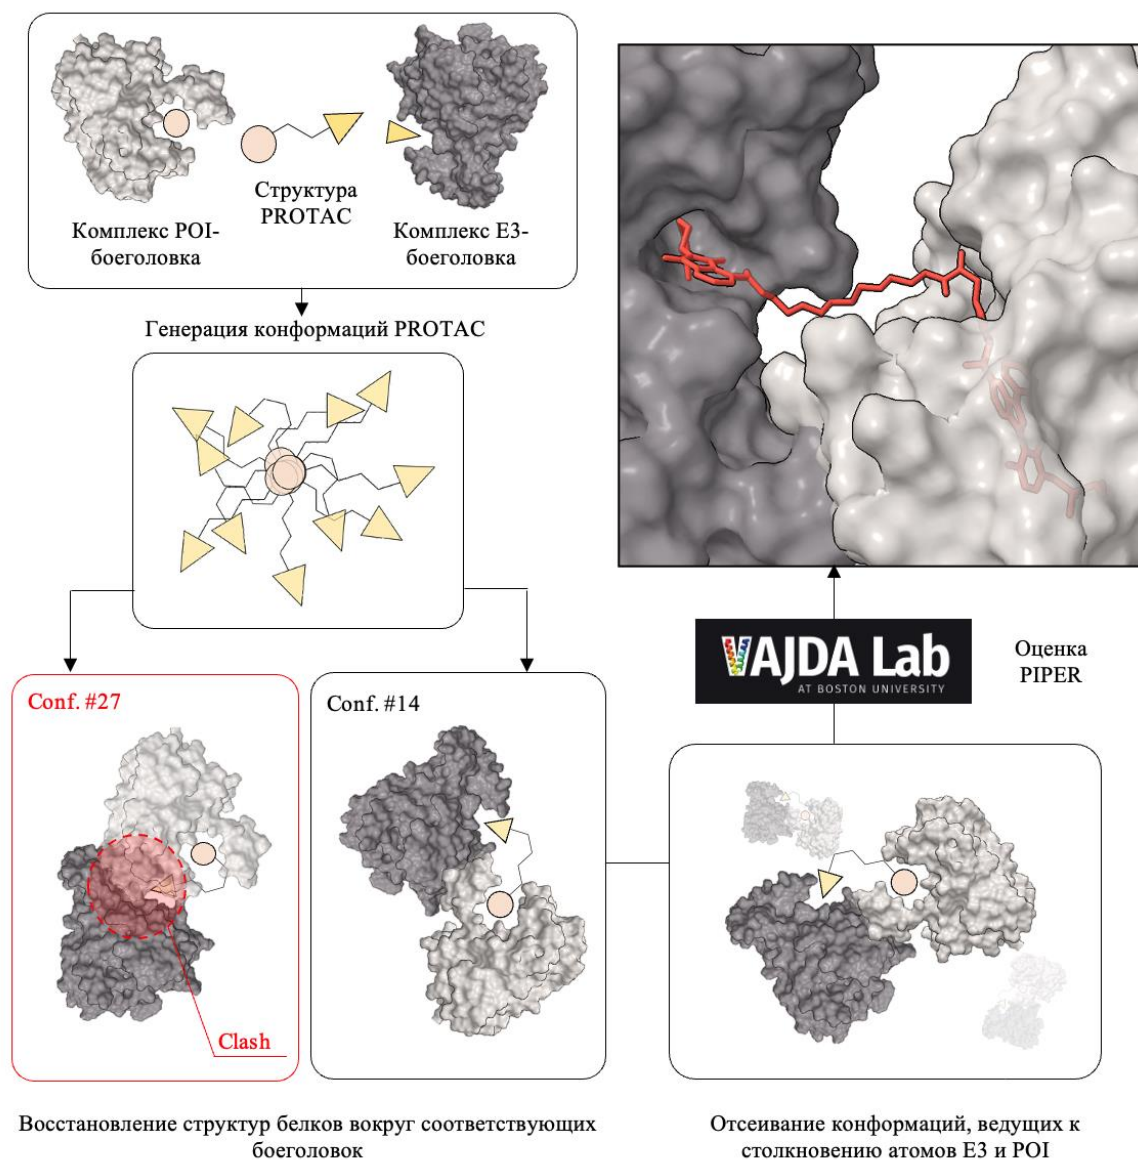 Структура
PROTAC
Комплекс POI-
боеголовка
Комплекс E3-
боеголовка
Генерация конформаций PROTAC
Conf. #27
Clash
Conf. #14
VAJDA Lab
AT BOSTON UNIVERSITY
Оценка
PIPER
Восстановление структур белков вокруг соответствующих
боеголовок
Отсеивание конформаций, ведущих к
столкновению атомов E3 и POI